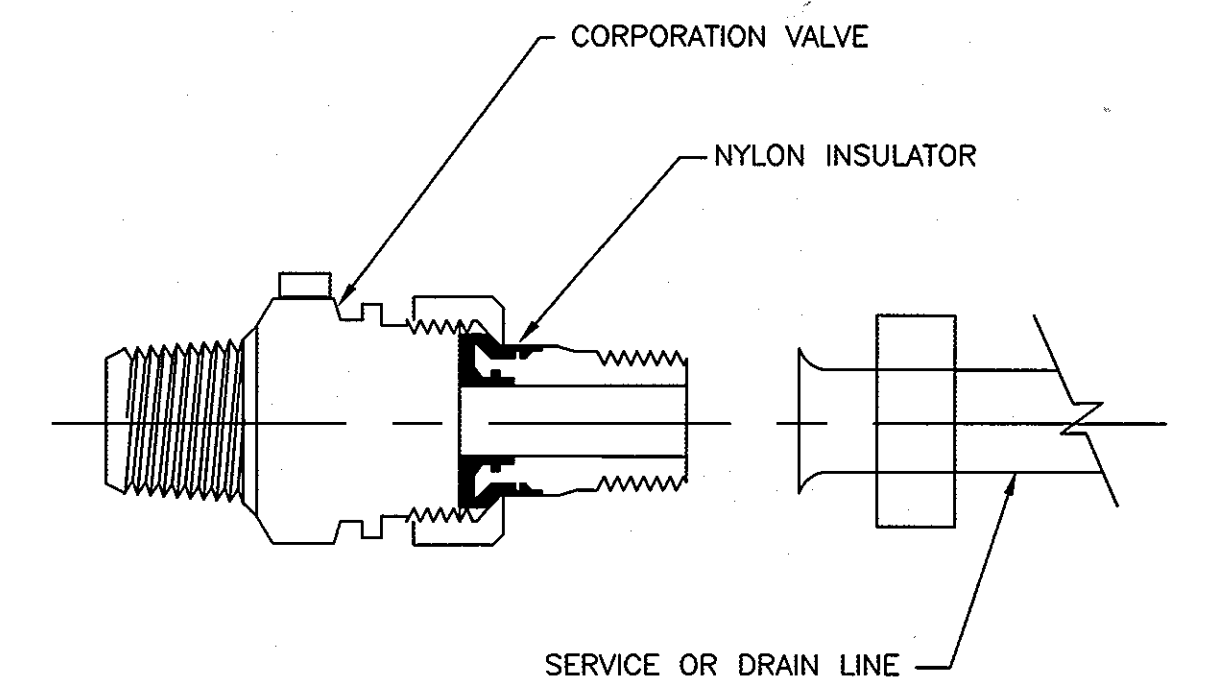 CORPORATION VALVE
NYLON INSULATOR
SERVICE OR DRAIN LINE